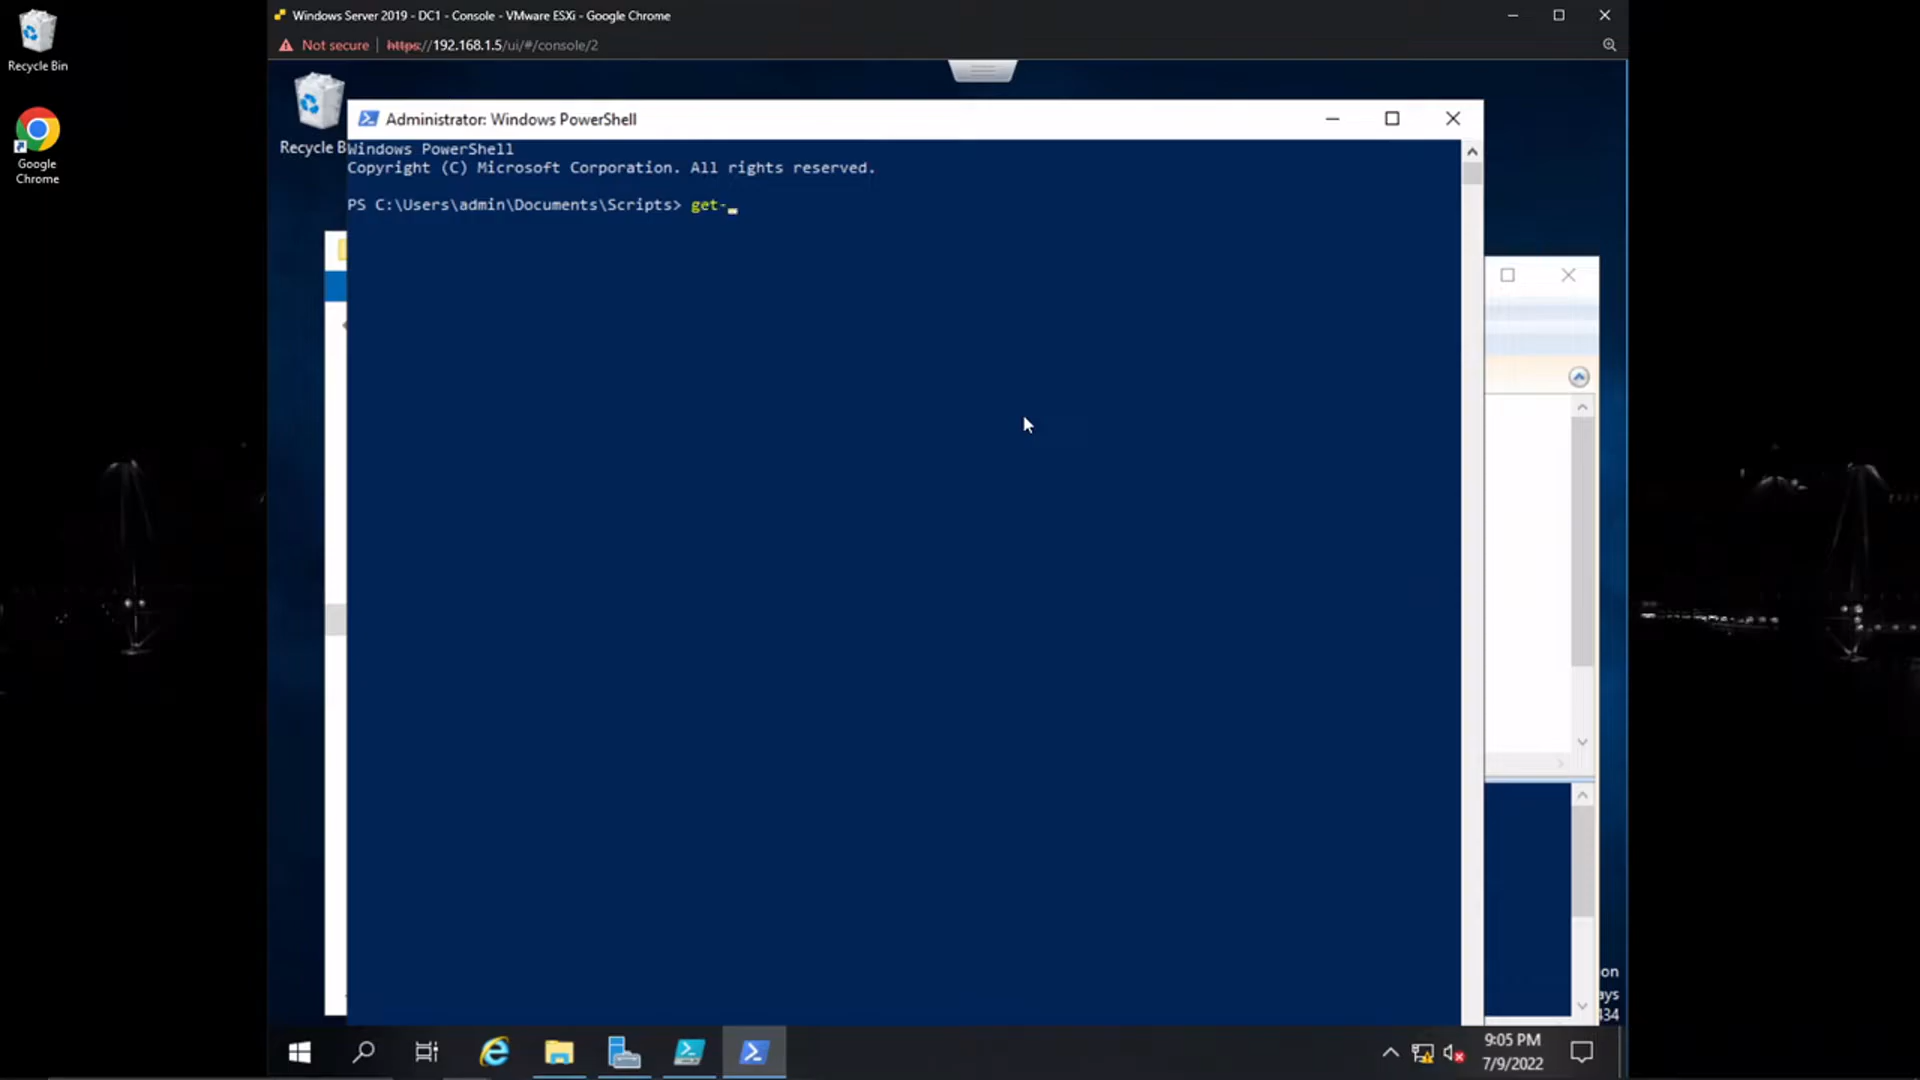 Recycle Bin
Google
Chrome
Windows Server 2019 - DC1 - Console - VMware ESXi - Google Chrome
Not secure | https://192.168.1.5/ui/#/console/2
Recycle B
Administrator: Windows PowerShell
Windows PowerShell
Copyright (C) Microsoft Corporation. All rights reserved.
PS C:\Users\admin\Documents\Scripts> get-
on
ays
434
9:05 PM
7/9/2022